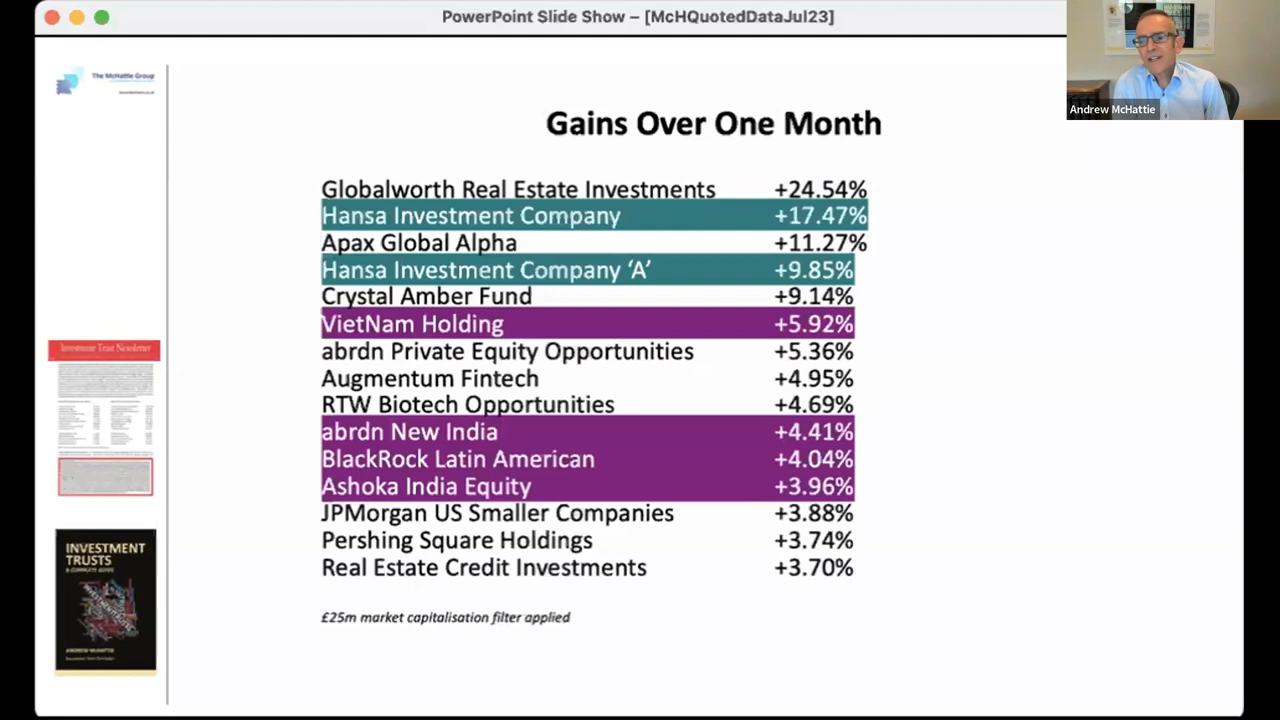 PowerPoint Slide Show – [McHQuotedDataJul23]
Andrew McHattie
The McHattie Group
Gains Over One Month
Globalworth Real Estate Investments +24.54%
Hansa Investment Company +17.47%
Apax Global Alpha +11.27%
Hansa Investment Company ‘A’ +9.85%
Crystal Amber Fund +9.14%
VietNam Holding +5.92%
abrdn Private Equity Opportunities +5.36%
Augmentum Fintech +4.95%
RTW Biotech Opportunities +4.69%
abrdn New India +4.41%
BlackRock Latin American +4.04%
Ashoka India Equity +3.96%
JPMorgan US Smaller Companies +3.88%
Pershing Square Holdings +3.74%
Real Estate Credit Investments +3.70%
£25m market capitalisation filter applied
Investment Trust Newsletter
INVESTMENT
TRUSTS
A COMPLETE GUIDE
ANDREW McHATTIE